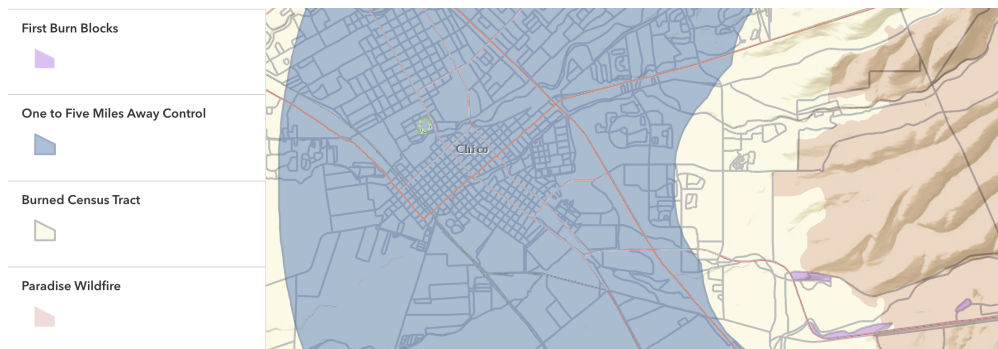 First Burn Blocks
One to Five Miles Away Control
Chico
Burned Census Tract
Paradise Wildfire